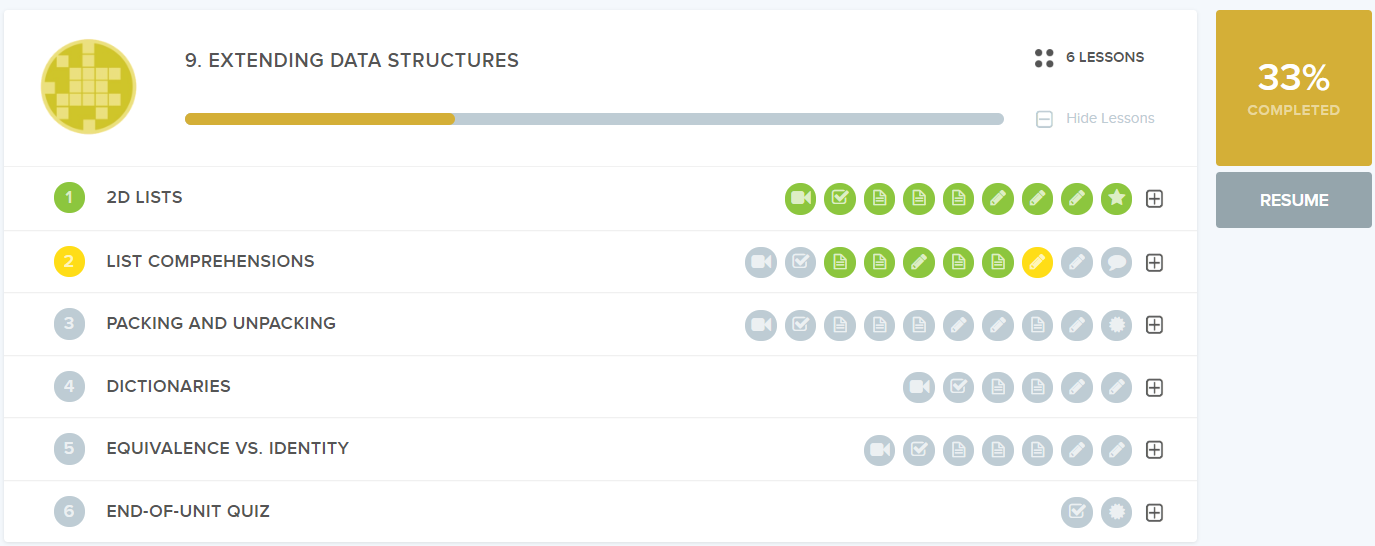 9. EXTENDING DATA STRUCTURES
6 LESSONS
Hide Lessons
33%
COMPLETED
RESUME
1 2D LISTS
2 LIST COMPREHENSIONS
3 PACKING AND UNPACKING
4 DICTIONARIES
5 EQUIVALENCE VS. IDENTITY
6 END-OF-UNIT QUIZ